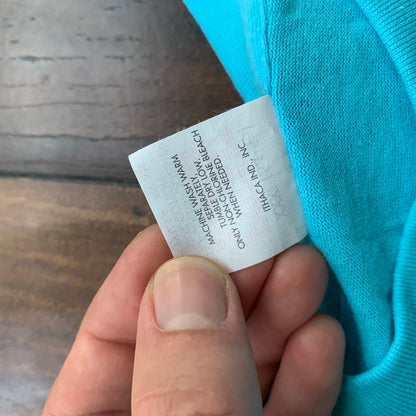 MACHINE WASH WARM
SEPARATELY.
TUMBLE DRY LOW.
NON-CHLORINE BLEACH
ONLY WHEN NEEDED.
ITHACA IND., INC.